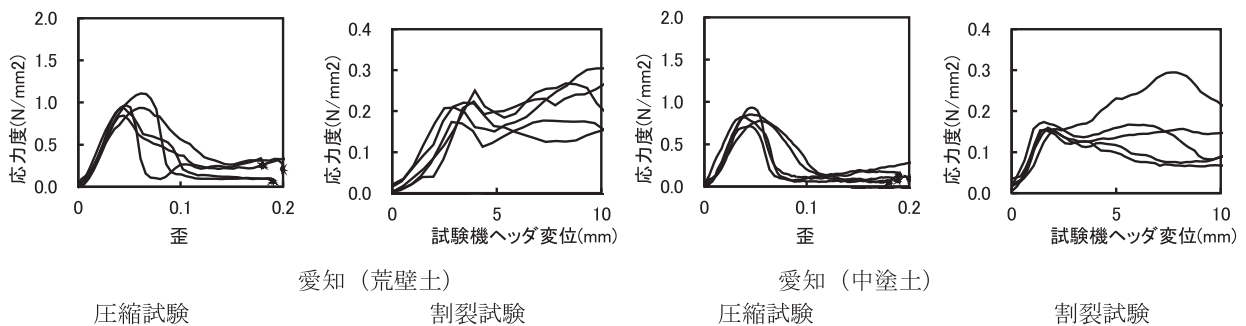 応力度(N/mm2)
2.0
1.5
1.0
0.5
0.0
0
0.1
0.2
歪
応力度(N/mm2)
0.4
0.3
0.2
0.1
0.0
0
5
10
試験機ヘッダ変位(mm)
応力度(N/mm2)
2.0
1.5
1.0
0.5
0.0
0
0.1
0.2
歪
応力度(N/mm2)
0.4
0.3
0.2
0.1
0.0
0
5
10
試験機ヘッダ変位(mm)
愛知（荒壁土）
愛知（中塗土）
圧縮試験
割裂試験
圧縮試験
割裂試験